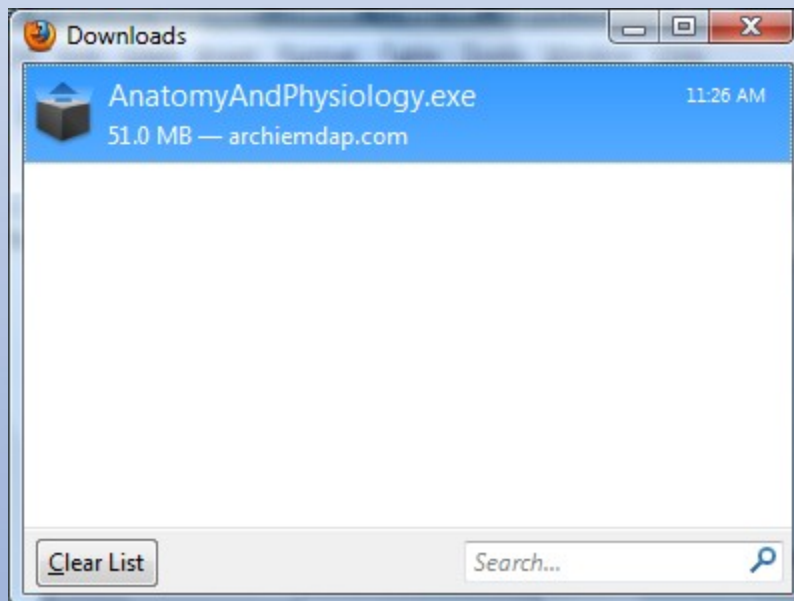 Downloads
AnatomyAndPhysiology.exe
11:26 AM
51.0 MB — archiemdap.com
Clear List
Search...